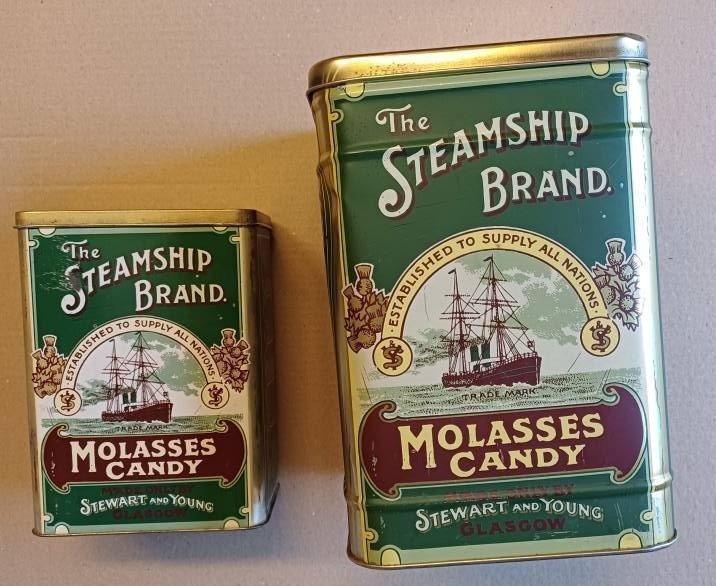 The
STEAMSHIP
BRAND.
ESTABLISHED TO SUPPLY ALL NATIONS
TRADE MARK
MOLASSES
CANDY
MADE ONLY BY
STEWART AND YOUNG
GLASGOW
The
STEAMSHIP
BRAND.
· ESTABLISHED TO SUPPLY ALL NATIONS ·
TRADE MARK
MOLASSES
CANDY
MADE ONLY BY
STEWART AND YOUNG
GLASGOW